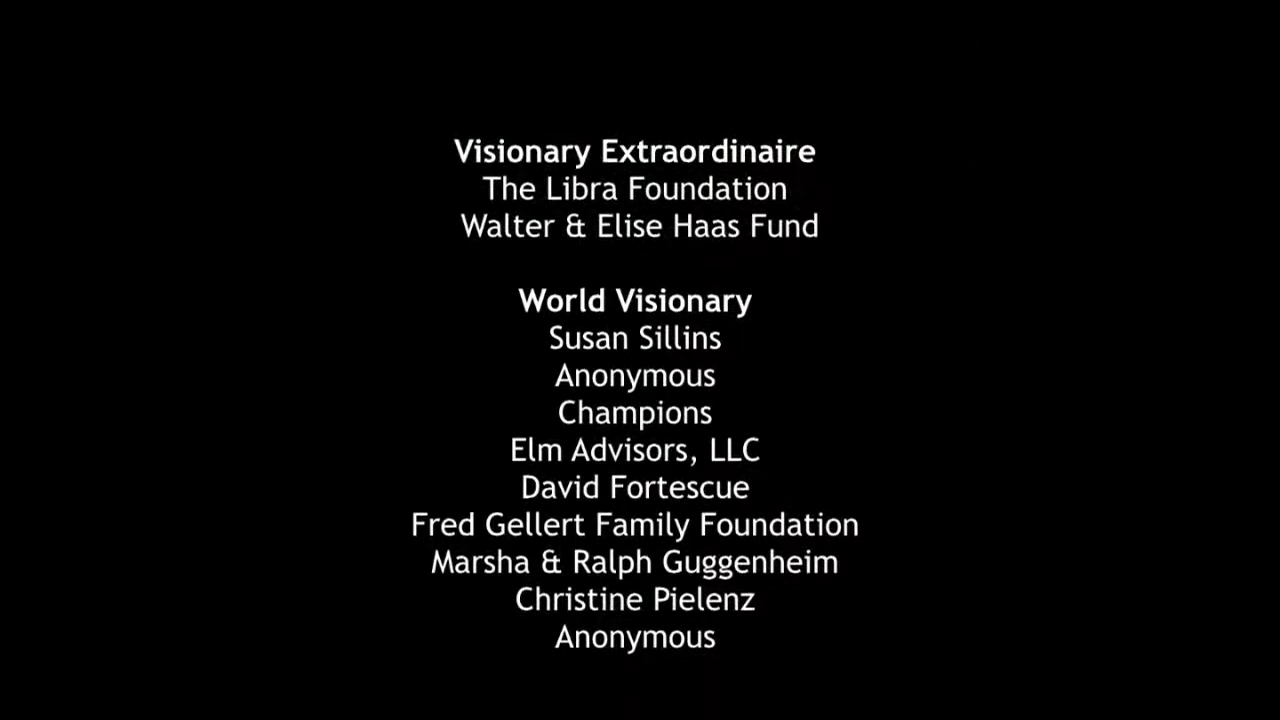 Visionary Extraordinaire
The Libra Foundation
Walter & Elise Haas Fund
World Visionary
Susan Sillins
Anonymous
Champions
Elm Advisors, LLC
David Fortescue
Fred Gellert Family Foundation
Marsha & Ralph Guggenheim
Christine Pielenz
Anonymous